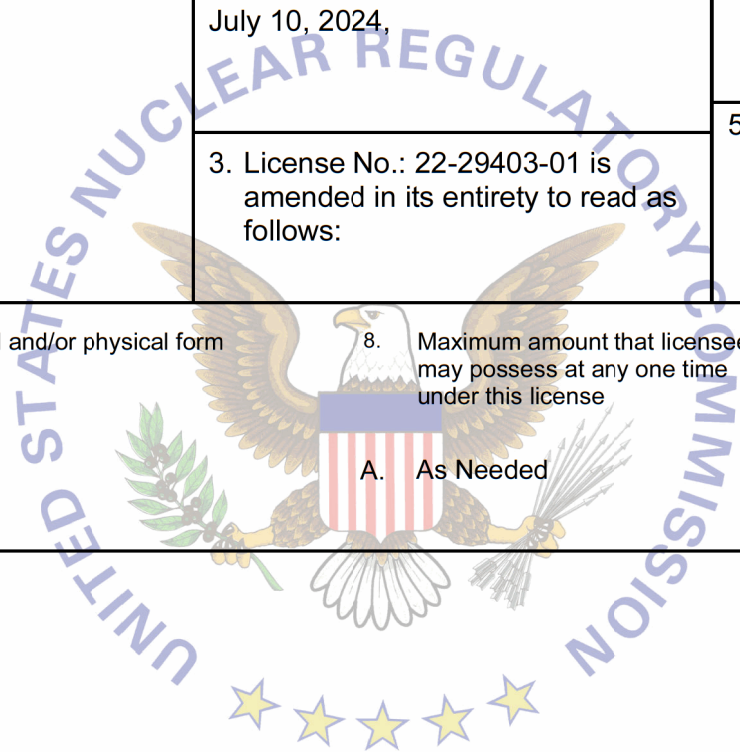 July 10, 2024,
5
3. License No.: 22-29403-01 is
amended in its entirety to read as
follows:
and/or physical form
8. Maximum amount that licensee
may possess at any one time
under this license
A. As Needed
UNITED STATES NUCLEAR REGULATORY COMMISSION